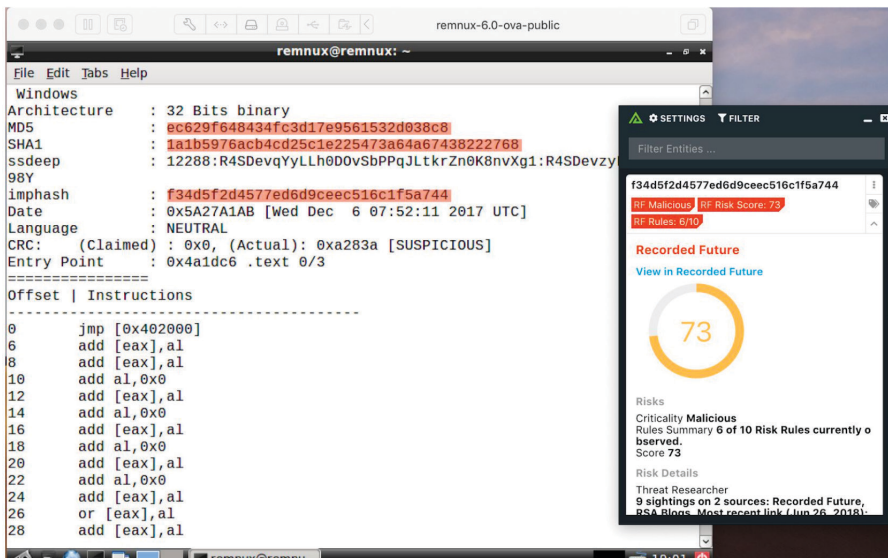 remnux-6.0-ova-public
remnux@remnux: ~
File Edit Tabs Help
Windows
Architecture : 32 Bits binary
MD5 : ec629f648434fc3d17e9561532d038c8
SHA1 : 1a1b5976acb4cd25c1e225473a64a67438222768
ssdeep : 12288:R4SDevqYyLLh0DOvSbPPqJLtkrZn0K8nvXg1:R4SDevzy
98Y
imphash : f34d5f2d4577ed6d9ceec516c1f5a744
Date : 0x5A27A1AB [Wed Dec 6 07:52:11 2017 UTC]
Language : NEUTRAL
CRC: (Claimed) : 0x0, (Actual): 0xa283a [SUSPICIOUS]
Entry Point : 0x4a1dc6 .text 0/3
================
Offset | Instructions
----------------------------------------
0 jmp [0x402000]
6 add [eax],al
8 add [eax],al
10 add al,0x0
12 add [eax],al
14 add al,0x0
16 add [eax],al
18 add al,0x0
20 add [eax],al
22 add al,0x0
24 add [eax],al
26 or [eax],al
28 add [eax],al
SETTINGS FILTER
Filter Entities ...
f34d5f2d4577ed6d9ceec516c1f5a744
RF Malicious RF Risk Score: 73
RF Rules: 6/10
Recorded Future
View in Recorded Future
73
Risks
Criticality Malicious
Rules Summary 6 of 10 Risk Rules currently o
bserved.
Score 73
Risk Details
Threat Researcher
9 sightings on 2 sources: Recorded Future,
RSA Blogs. Most recent link (Jun 26, 2018):